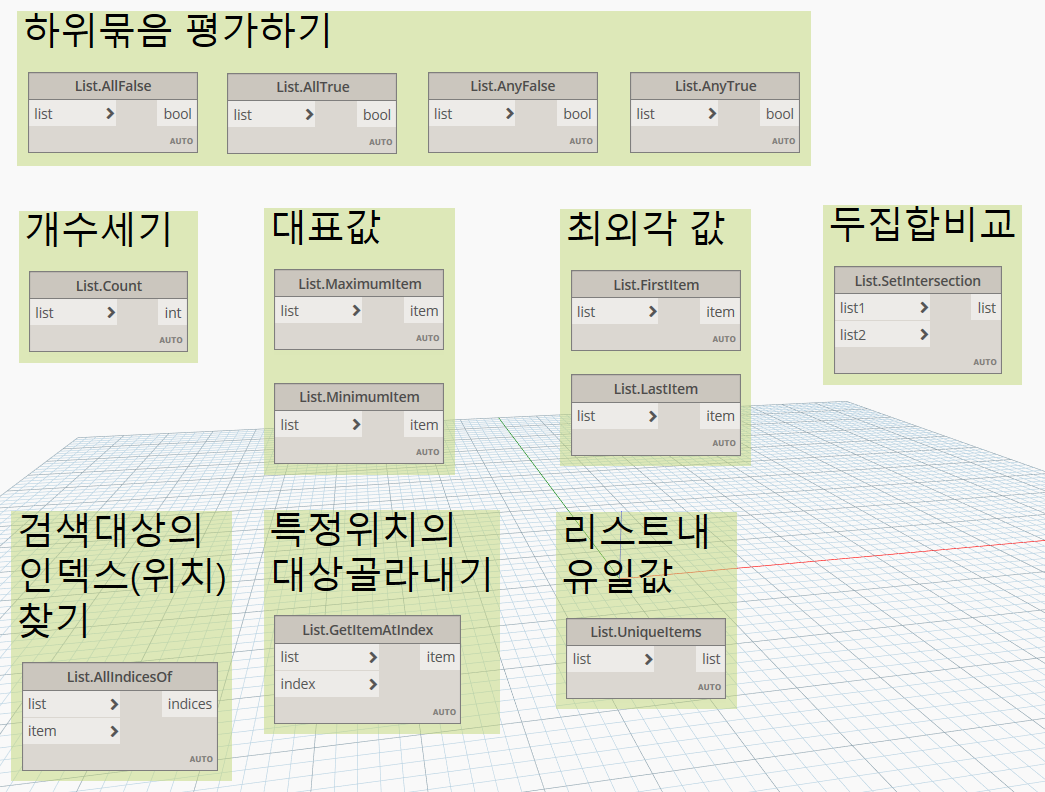 하위묶음 평가하기
List.AllFalse
list > bool
AUTO
List.AllTrue
list > bool
AUTO
List.AnyFalse
list > bool
AUTO
List.AnyTrue
list > bool
AUTO
개수세기
List.Count
list > int
AUTO
대표값
List.MaximumItem
list > item
AUTO
List.MinimumItem
list > item
AUTO
최외각 값
List.FirstItem
list > item
AUTO
List.LastItem
list > item
AUTO
두집합비교
List.SetIntersection
list1 > list
list2 >
AUTO
검색대상의
인덱스(위치)
찾기
List.AllIndicesOf
list > indices
item >
AUTO
특정위치의
대상골라내기
List.GetItemAtIndex
list > item
index >
AUTO
리스트내
유일값
List.UniqueItems
list > list
AUTO